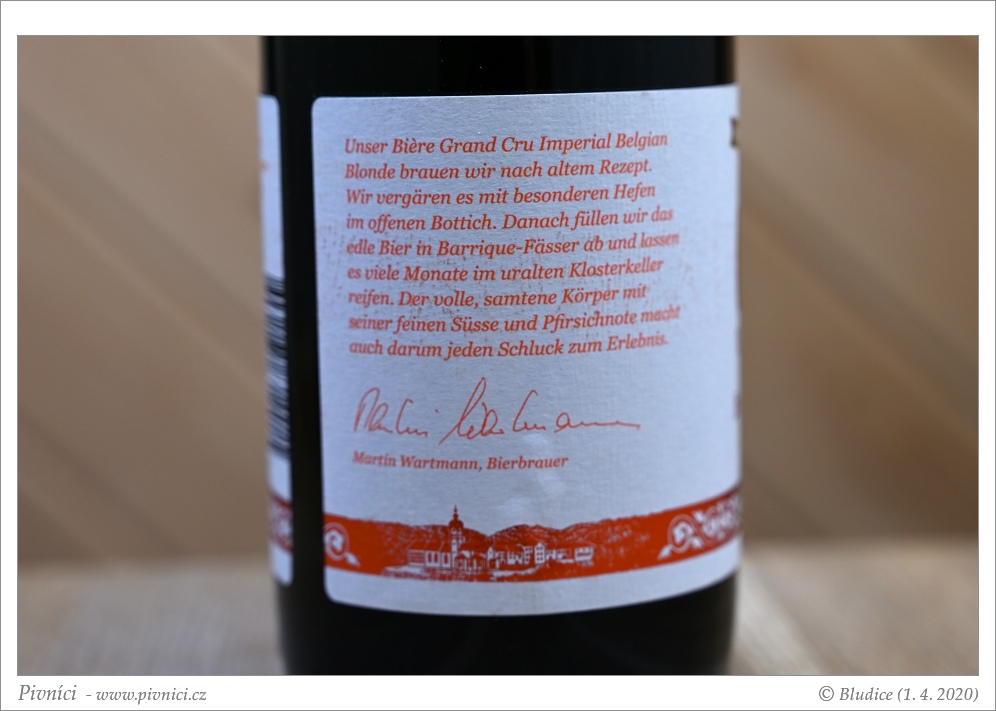 Unser Bière Grand Cru Imperial Belgian
Blonde brauen wir nach altem Rezept.
Wir vergären es mit besonderen Hefen
im offenen Bottich. Danach füllen wir das
edle Bier in Barrique-Fässer ab und lassen
es viele Monate im uralten Klosterkeller
reifen. Der volle, samtene Körper mit
seiner feinen Süsse und Pfirsichnote macht
auch darum jeden Schluck zum Erlebnis.
Martin Wartmann
Martin Wartmann, Bierbrauer
Pivníci - www.pivnici.cz
© Bludice (1. 4. 2020)